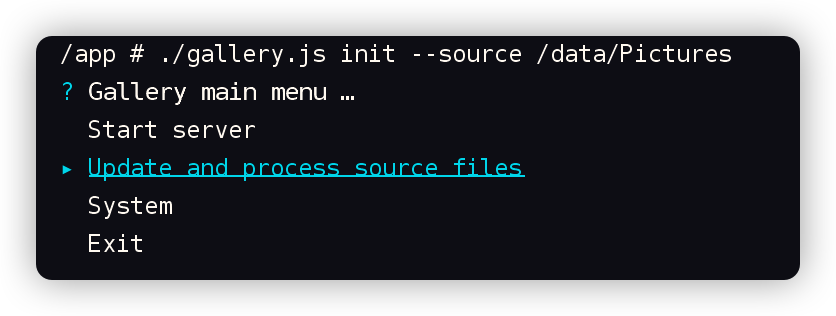 /app # ./gallery.js init --source /data/Pictures
? Gallery main menu …
Start server
▸ Update and process source files
System
Exit